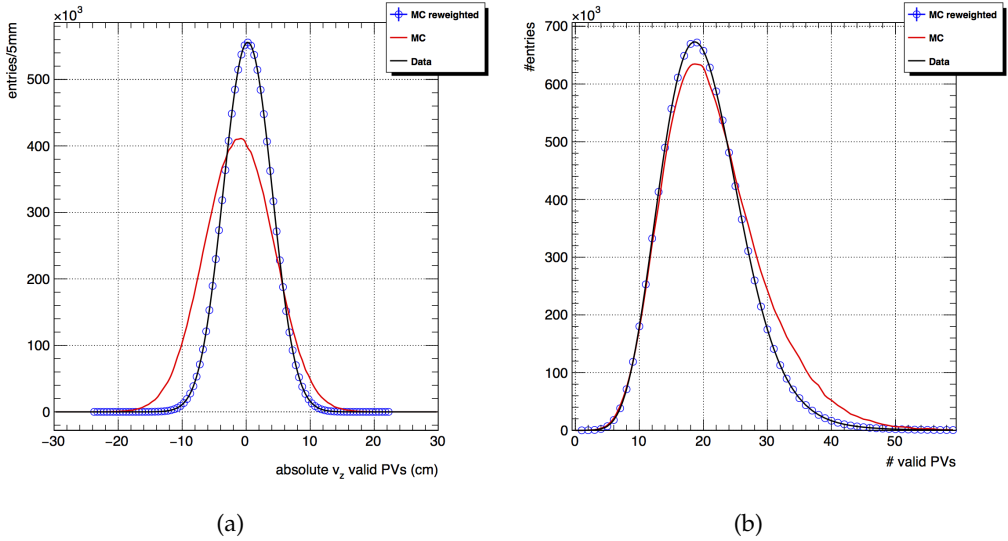 ×10³
entries/5mm
500
400
300
200
100
0
−30 −20 −10 0 10 20 30
absolute v_z valid PVs (cm)
MC reweighted
MC
Data
(a)
×10³
#entries
700
600
500
400
300
200
100
0
0 10 20 30 40 50
# valid PVs
MC reweighted
MC
Data
(b)